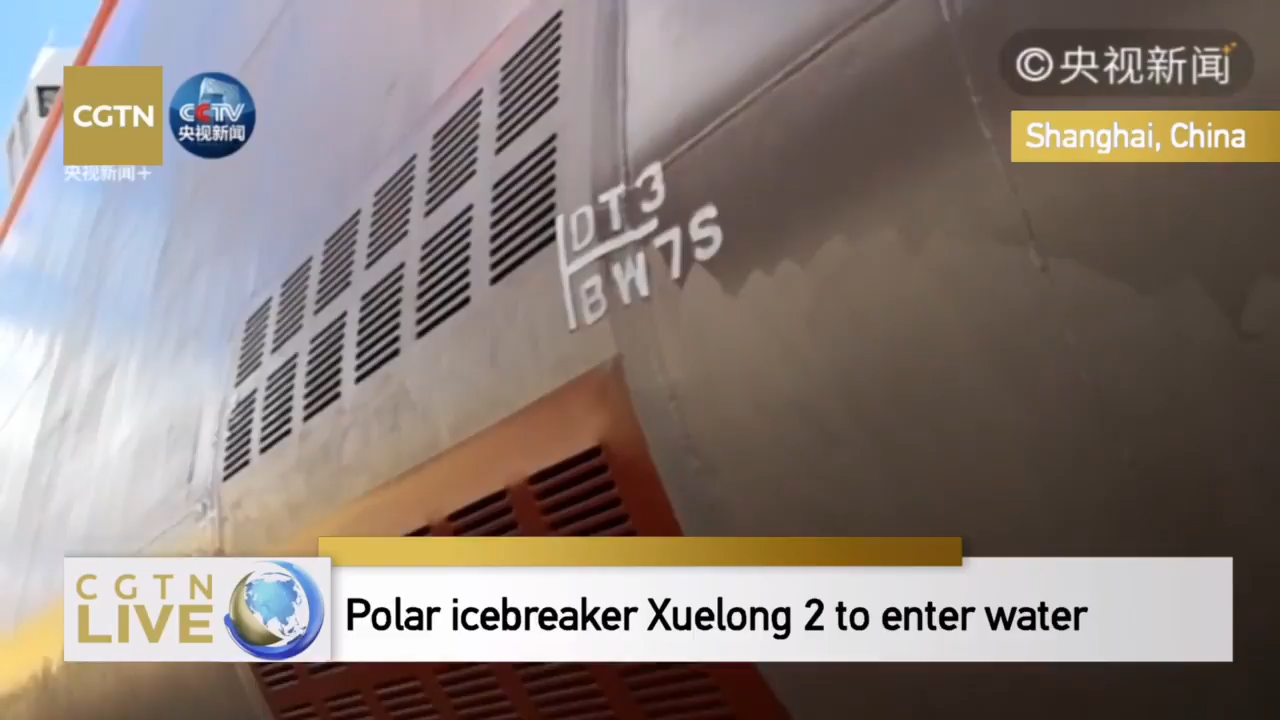 CGTN
CCTV
央视新闻
央视新闻+
©央视新闻
Shanghai, China
DT3
BW7S
CGTN
LIVE
Polar icebreaker Xuelong 2 to enter water